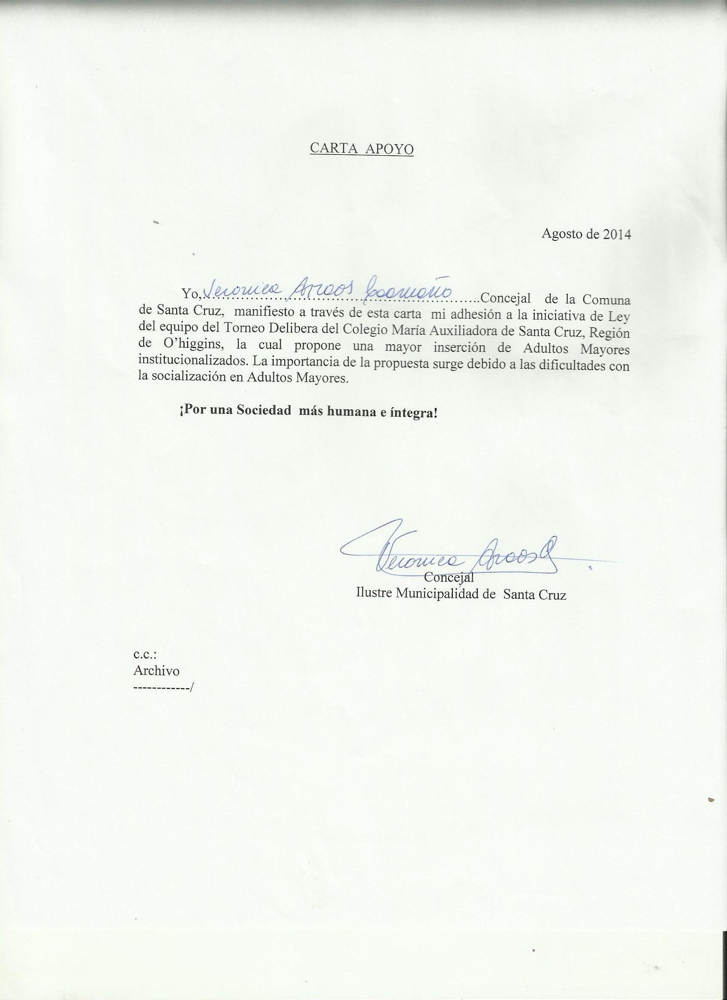 CARTA APOYO
Agosto de 2014
Yo, Veronica Araos Caamaño Concejal de la Comuna
de Santa Cruz, manifiesto a través de esta carta mi adhesión a la iniciativa de Ley
del equipo del Torneo Delibera del Colegio María Auxiliadora de Santa Cruz, Región
de O’higgins, la cual propone una mayor inserción de Adultos Mayores
institucionalizados. La importancia de la propuesta surge debido a las dificultades con
la socialización en Adultos Mayores.
¡Por una Sociedad más humana e íntegra!
Veronica Araos C
Concejal
Ilustre Municipalidad de Santa Cruz
c.c.:
Archivo
------------/